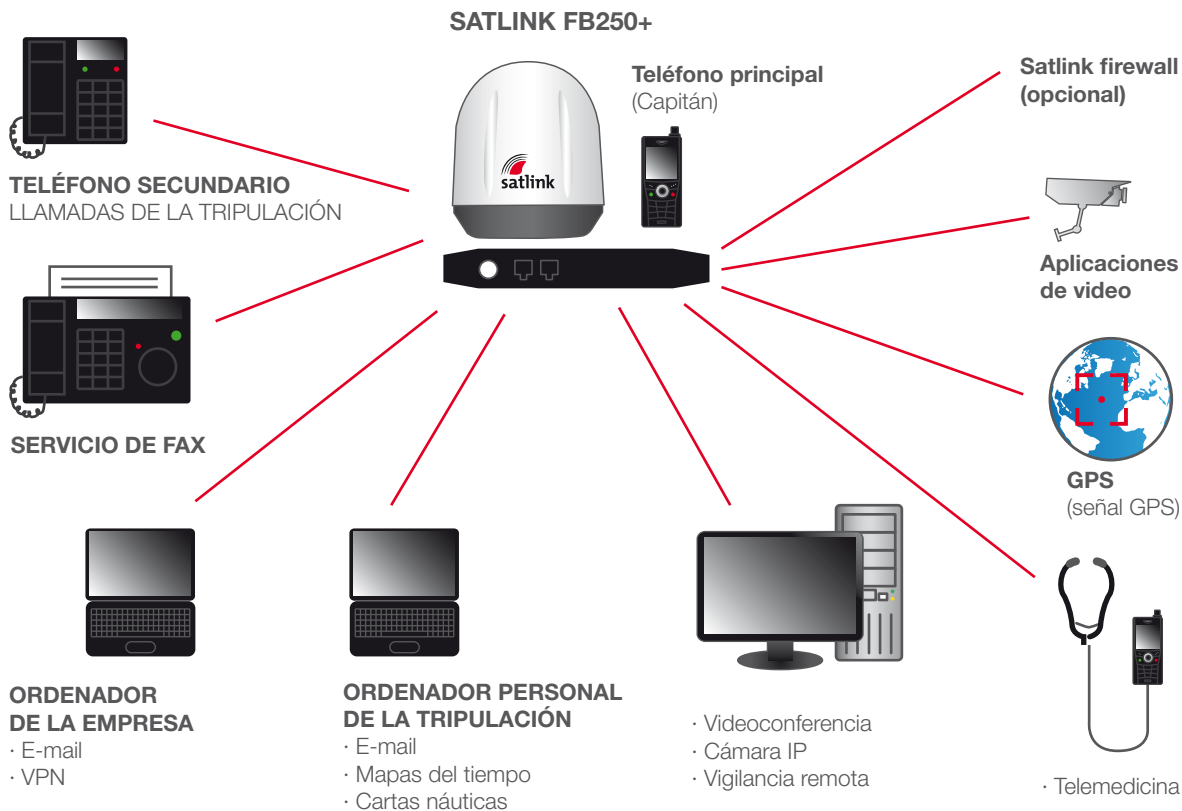 SATLINK FB250+
satlink
Teléfono principal
(Capitán)
Satlink firewall
(opcional)
TELÉFONO SECUNDARIO
LLAMADAS DE LA TRIPULACIÓN
Aplicaciones
de video
SERVICIO DE FAX
GPS
(señal GPS)
ORDENADOR
DE LA EMPRESA
· E-mail
· VPN
ORDENADOR PERSONAL
DE LA TRIPULACIÓN
· E-mail
· Mapas del tiempo
· Cartas náuticas
· Videoconferencia
· Cámara IP
· Vigilancia remota
· Telemedicina